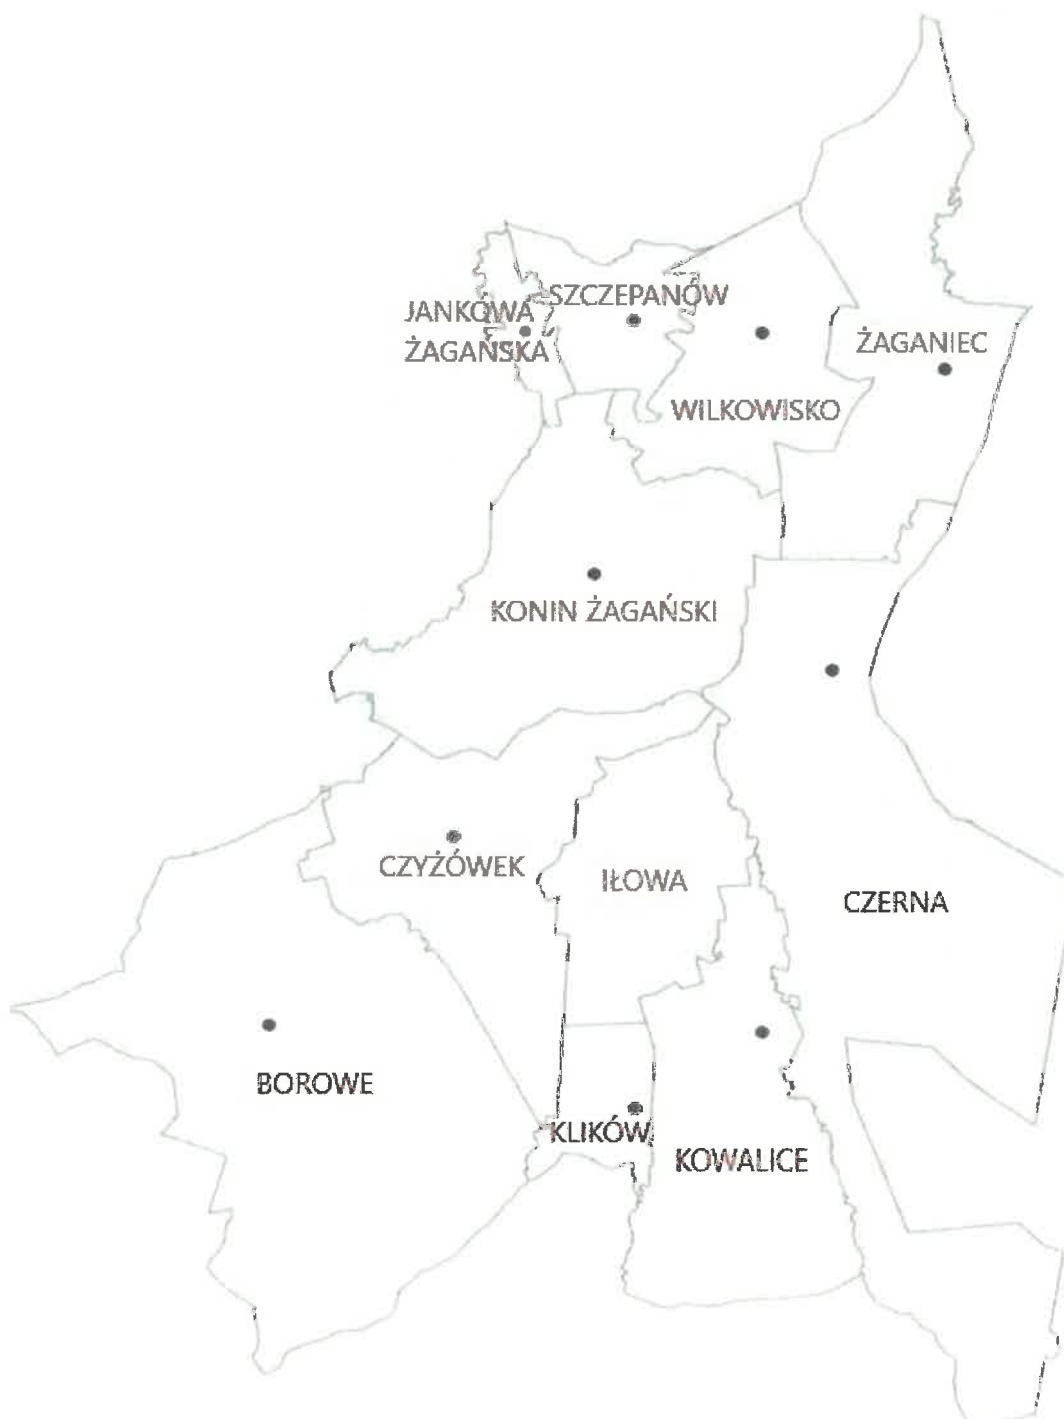 SZCZEPANÓW
JANKOWA
ŻAGAŃSKA
ŻAGANIEC
WILKOWISKO
KONIN ŻAGAŃSKI
CZYŻÓWEK
IŁOWA
CZERNA
BOROWE
KLIKÓW
KOWALICE